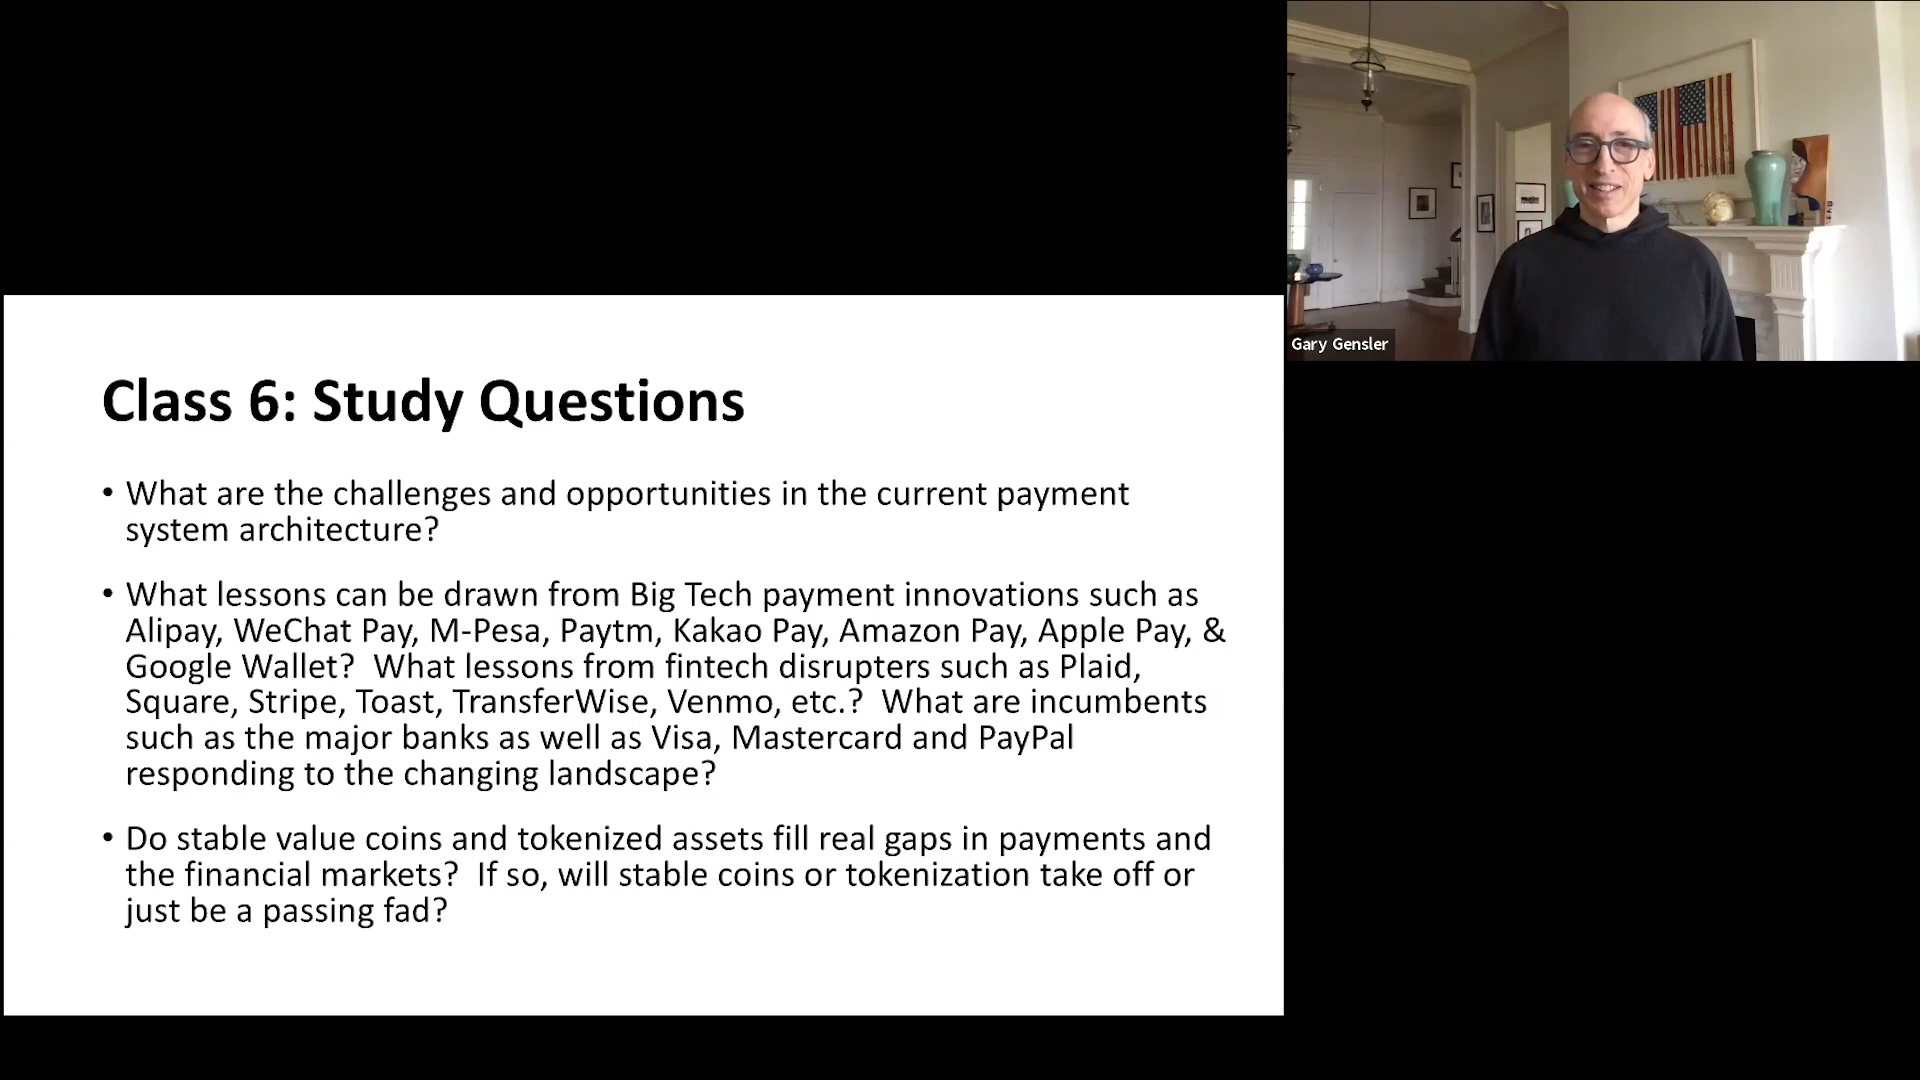 Gary Gensler
Class 6: Study Questions
• What are the challenges and opportunities in the current payment
system architecture?
• What lessons can be drawn from Big Tech payment innovations such as
Alipay, WeChat Pay, M-Pesa, Paytm, Kakao Pay, Amazon Pay, Apple Pay, &
Google Wallet?  What lessons from fintech disrupters such as Plaid,
Square, Stripe, Toast, TransferWise, Venmo, etc.?  What are incumbents
such as the major banks as well as Visa, Mastercard and PayPal
responding to the changing landscape?
• Do stable value coins and tokenized assets fill real gaps in payments and
the financial markets?  If so, will stable coins or tokenization take off or
just be a passing fad?